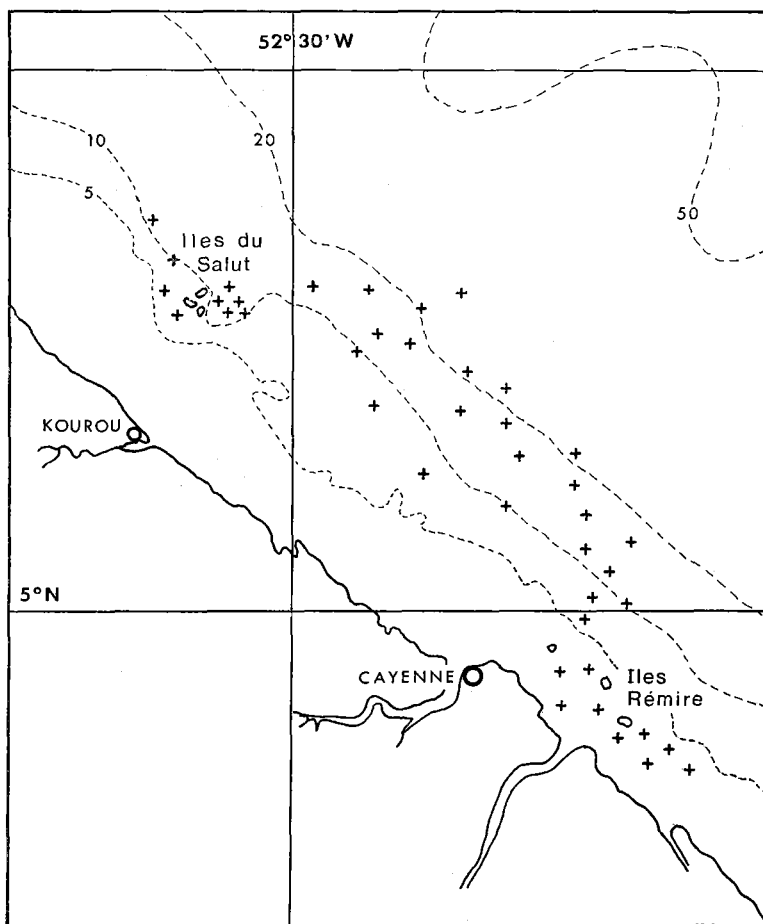 52° 30' W
10
20
5
50
Iles du
Salut
KOUROU
5°N
CAYENNE
Iles
Rémire